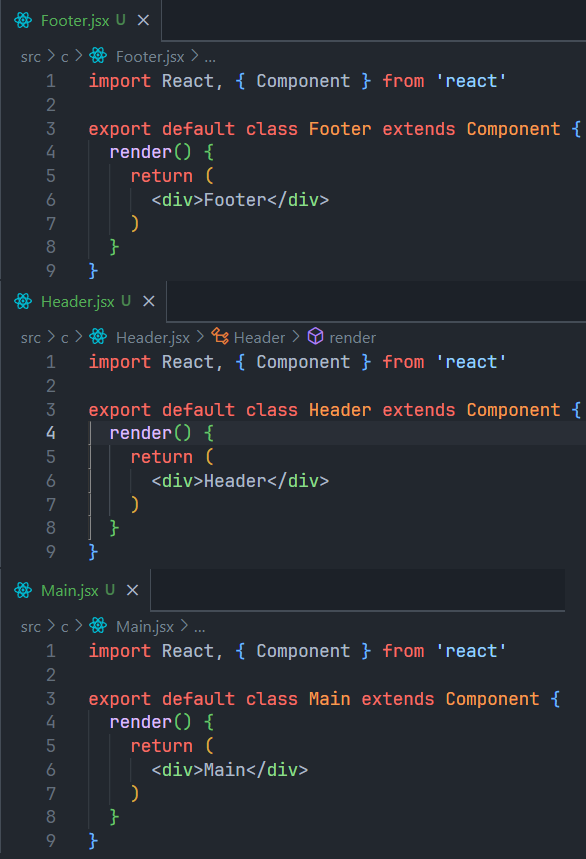 Footer.jsx U ×
src > c > Footer.jsx > ...
1 import React, { Component } from 'react'
2
3 export default class Footer extends Component {
4 render() {
5 return (
6 <div>Footer</div>
7 )
8 }
9 }
Header.jsx U ×
src > c > Header.jsx > Header > render
1 import React, { Component } from 'react'
2
3 export default class Header extends Component {
4 render() {
5 return (
6 <div>Header</div>
7 )
8 }
9 }
Main.jsx U ×
src > c > Main.jsx > ...
1 import React, { Component } from 'react'
2
3 export default class Main extends Component {
4 render() {
5 return (
6 <div>Main</div>
7 )
8 }
9 }